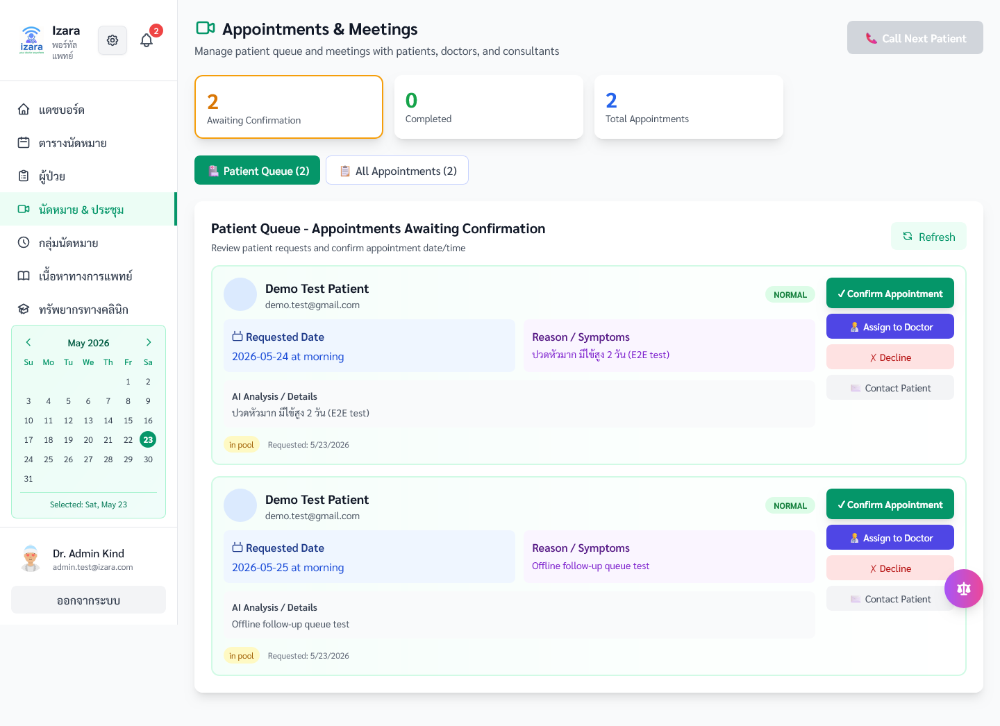 izara
your doctor anywhere
Izara
พอร์ทัล
แพทย์
2
แดชบอร์ด
ตารางนัดหมาย
ผู้ป่วย
นัดหมาย & ประชุม
กลุ่มนัดหมาย
เนื้อหาทางการแพทย์
ทรัพยากรทางคลินิก
May 2026
Su Mo Tu We Th Fr Sa
1 2
3 4 5 6 7 8 9
10 11 12 13 14 15 16
17 18 19 20 21 22 23
24 25 26 27 28 29 30
31
Selected: Sat, May 23
Dr. Admin Kind
admin.test@izara.com
ออกจากระบบ
Appointments & Meetings
Manage patient queue and meetings with patients, doctors, and consultants
Call Next Patient
2
Awaiting Confirmation
0
Completed
2
Total Appointments
Patient Queue (2)
All Appointments (2)
Patient Queue - Appointments Awaiting Confirmation
Review patient requests and confirm appointment date/time
Refresh
Demo Test Patient
demo.test@gmail.com
NORMAL
Requested Date
2026-05-24 at morning
Reason / Symptoms
ปวดหัวมาก มีไข้สูง 2 วัน (E2E test)
AI Analysis / Details
ปวดหัวมาก มีไข้สูง 2 วัน (E2E test)
in pool
Requested: 5/23/2026
✓ Confirm Appointment
Assign to Doctor
✗ Decline
Contact Patient
Demo Test Patient
demo.test@gmail.com
NORMAL
Requested Date
2026-05-25 at morning
Reason / Symptoms
Offline follow-up queue test
AI Analysis / Details
Offline follow-up queue test
in pool
Requested: 5/23/2026
✓ Confirm Appointment
Assign to Doctor
✗ Decline
Contact Patient